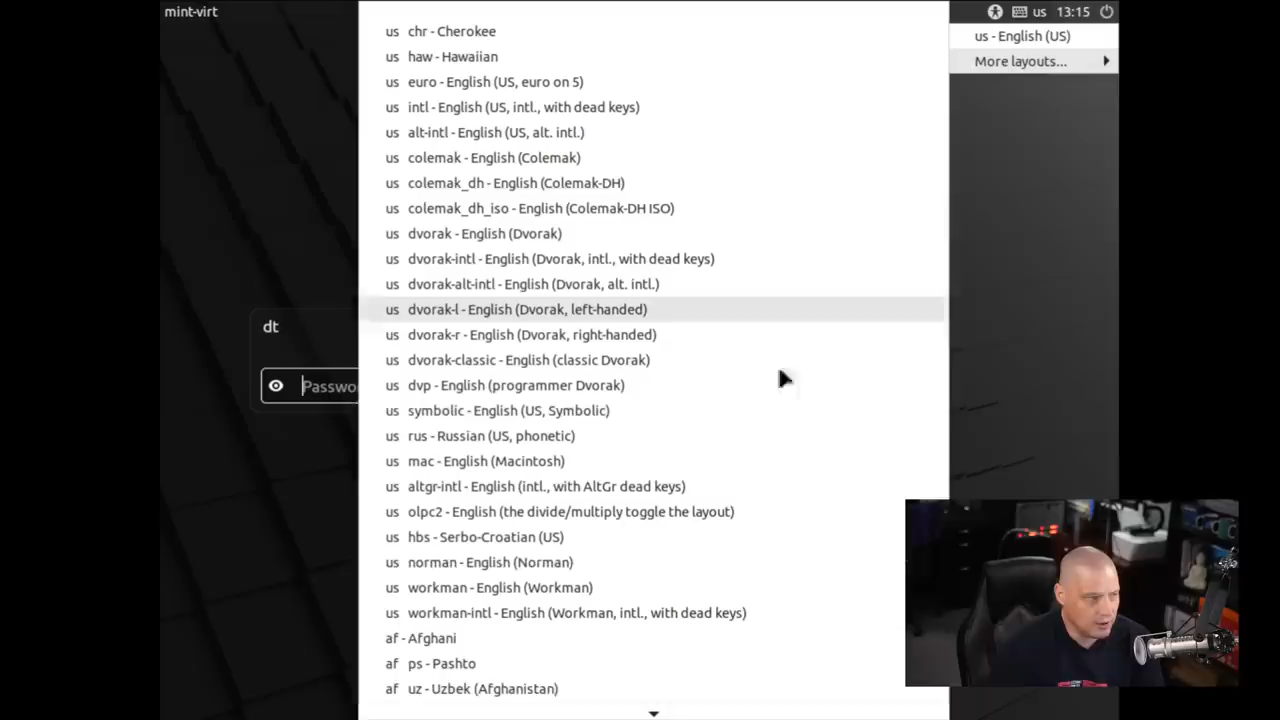 mint-virt
us 13:15
us - English (US)
More layouts...
us chr - Cherokee
us haw - Hawaiian
us euro - English (US, euro on 5)
us intl - English (US, intl., with dead keys)
us alt-intl - English (US, alt. intl.)
us colemak - English (Colemak)
us colemak_dh - English (Colemak-DH)
us colemak_dh_iso - English (Colemak-DH ISO)
us dvorak - English (Dvorak)
us dvorak-intl - English (Dvorak, intl., with dead keys)
us dvorak-alt-intl - English (Dvorak, alt. intl.)
us dvorak-l - English (Dvorak, left-handed)
us dvorak-r - English (Dvorak, right-handed)
us dvorak-classic - English (classic Dvorak)
us dvp - English (programmer Dvorak)
us symbolic - English (US, Symbolic)
us rus - Russian (US, phonetic)
us mac - English (Macintosh)
us altgr-intl - English (intl., with AltGr dead keys)
us olpc2 - English (the divide/multiply toggle the layout)
us hbs - Serbo-Croatian (US)
us norman - English (Norman)
us workman - English (Workman)
us workman-intl - English (Workman, intl., with dead keys)
af - Afghani
af ps - Pashto
af uz - Uzbek (Afghanistan)
dt
Passwo